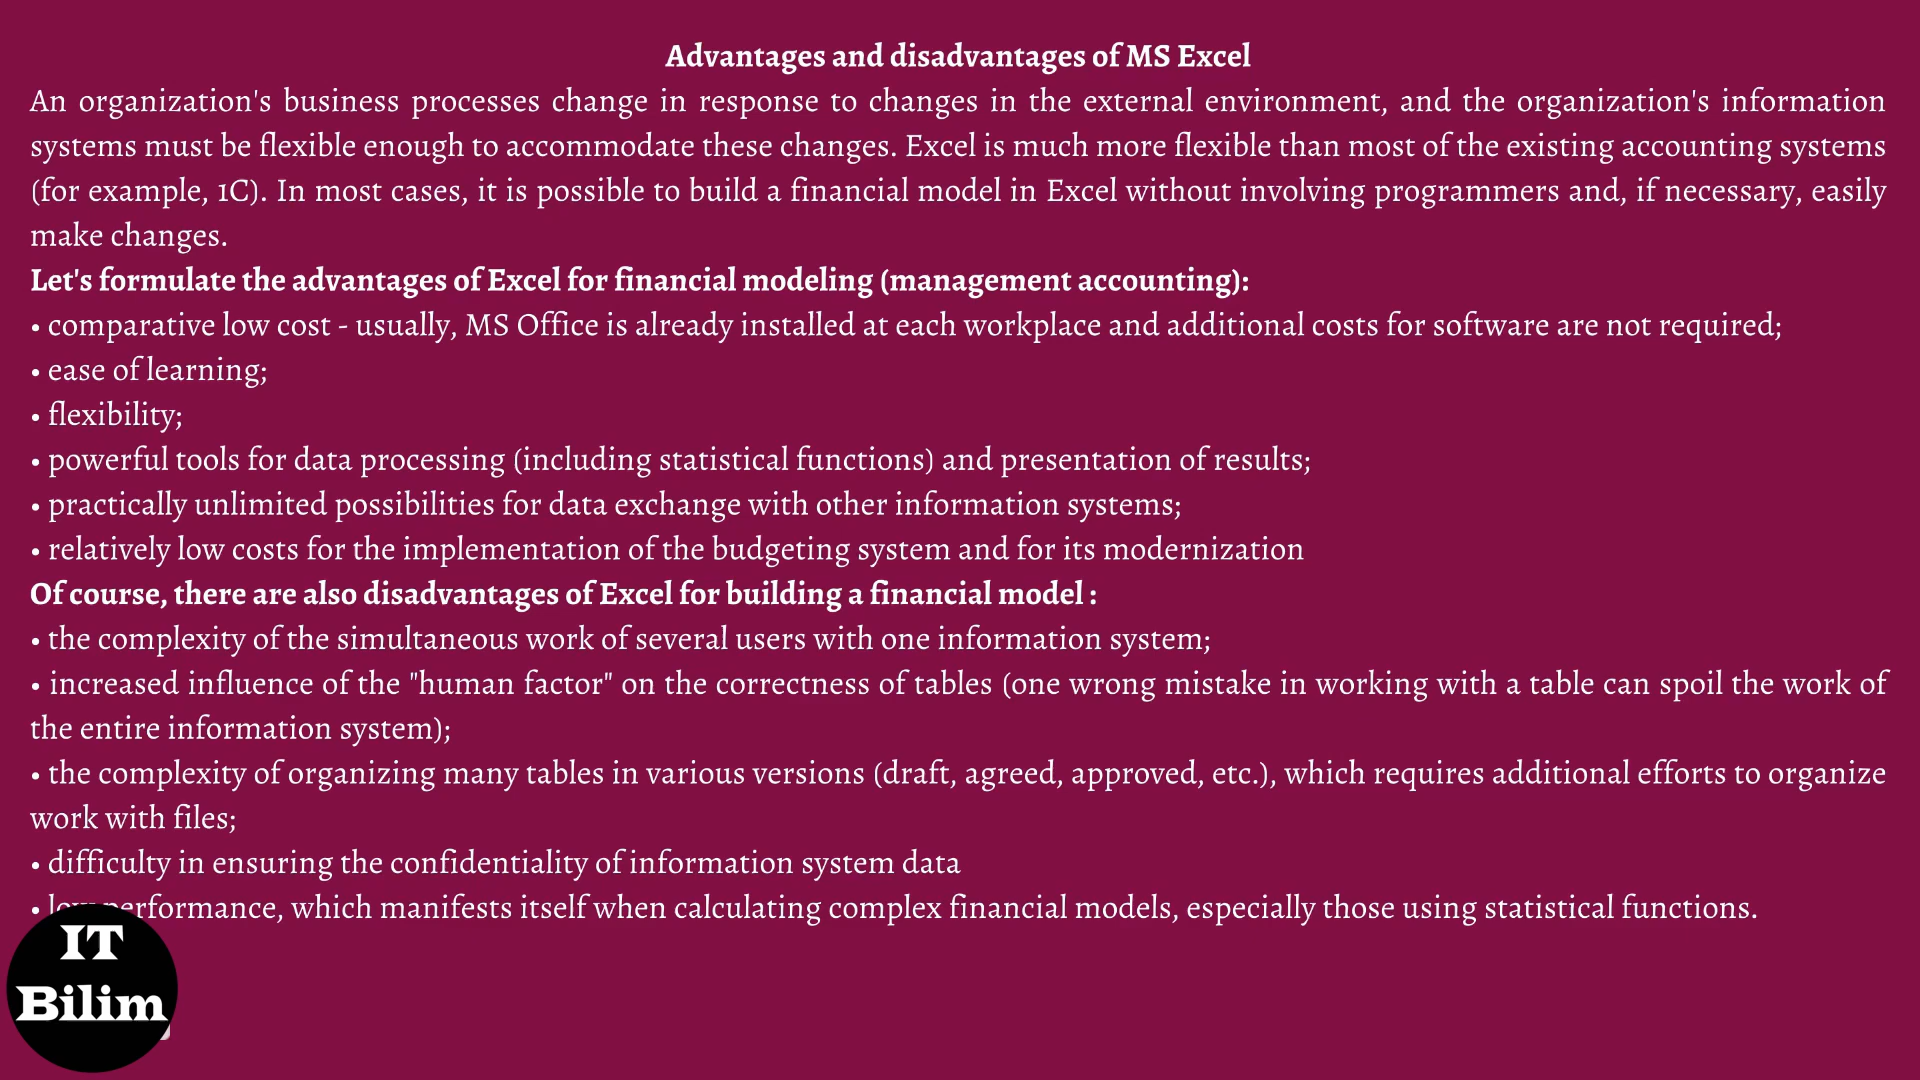 Advantages and disadvantages of MS Excel
An organization's business processes change in response to changes in the external environment, and the organization's information
systems must be flexible enough to accommodate these changes. Excel is much more flexible than most of the existing accounting systems
(for example, 1C). In most cases, it is possible to build a financial model in Excel without involving programmers and, if necessary, easily
make changes.
Let's formulate the advantages of Excel for financial modeling (management accounting):
• comparative low cost - usually, MS Office is already installed at each workplace and additional costs for software are not required;
• ease of learning;
• flexibility;
• powerful tools for data processing (including statistical functions) and presentation of results;
• practically unlimited possibilities for data exchange with other information systems;
• relatively low costs for the implementation of the budgeting system and for its modernization
Of course, there are also disadvantages of Excel for building a financial model :
• the complexity of the simultaneous work of several users with one information system;
• increased influence of the "human factor" on the correctness of tables (one wrong mistake in working with a table can spoil the work of
the entire information system);
• the complexity of organizing many tables in various versions (draft, agreed, approved, etc.), which requires additional efforts to organize
work with files;
• difficulty in ensuring the confidentiality of information system data
• low performance, which manifests itself when calculating complex financial models, especially those using statistical functions.
IT
Bilim